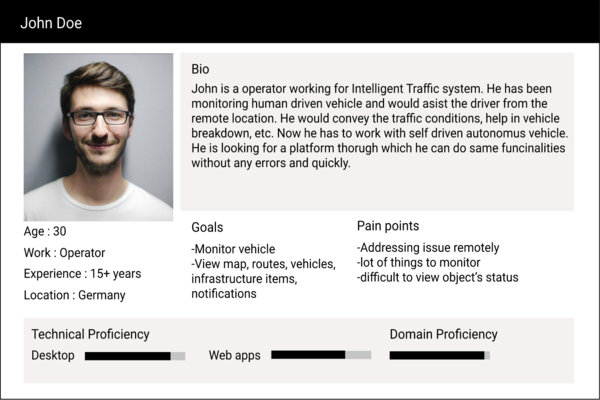 John Doe
Bio
John is a operator working for Intelligent Traffic system. He has been
monitoring human driven vehicle and would asist the driver from the
remote location. He would convey the traffic conditions, help in vehicle
breakdown, etc. Now he has to work with self driven autonomus vehicle.
He is looking for a platform thorugh which he can do same funcinalities
without any errors and quickly.
Age : 30
Work : Operator
Experience : 15+ years
Location : Germany
Goals
-Monitor vehicle
-View map, routes, vehicles,
infrastructure items,
notifications
Pain points
-Addressing issue remotely
-lot of things to monitor
-difficult to view object's status
Technical Proficiency
Desktop
Web apps
Domain Proficiency